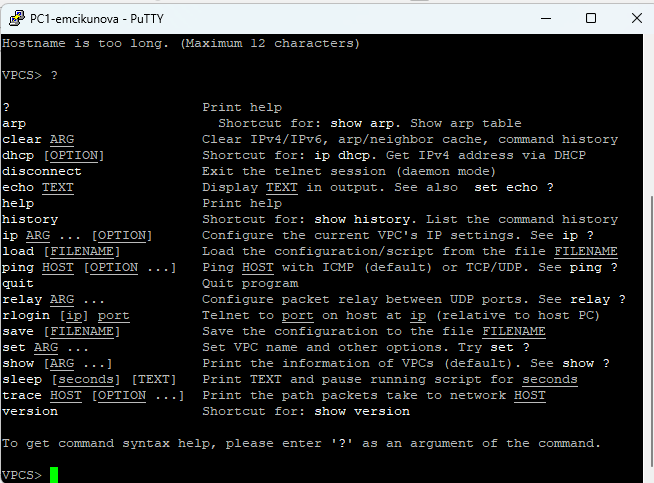 PC1-emcikunova - PuTTY
Hostname is too long. (Maximum 12 characters)
VPCS> ?
? Print help
arp Shortcut for: show arp. Show arp table
clear ARG Clear IPv4/IPv6, arp/neighbor cache, command history
dhcp [OPTION] Shortcut for: ip dhcp. Get IPv4 address via DHCP
disconnect Exit the telnet session (daemon mode)
echo TEXT Display TEXT in output. See also set echo ?
help Print help
history Shortcut for: show history. List the command history
ip ARG ... [OPTION] Configure the current VPC's IP settings. See ip ?
load [FILENAME] Load the configuration/script from the file FILENAME
ping HOST [OPTION ...] Ping HOST with ICMP (default) or TCP/UDP. See ping ?
quit Quit program
relay ARG ... Configure packet relay between UDP ports. See relay ?
rlogin [ip] port Telnet to port on host at ip (relative to host PC)
save [FILENAME] Save the configuration to the file FILENAME
set ARG ... Set VPC name and other options. Try set ?
show [ARG ...] Print the information of VPCs (default). See show ?
sleep [seconds] [TEXT] Print TEXT and pause running script for seconds
trace HOST [OPTION ...] Print the path packets take to network HOST
version Shortcut for: show version
To get command syntax help, please enter '?' as an argument of the command.
VPCS>